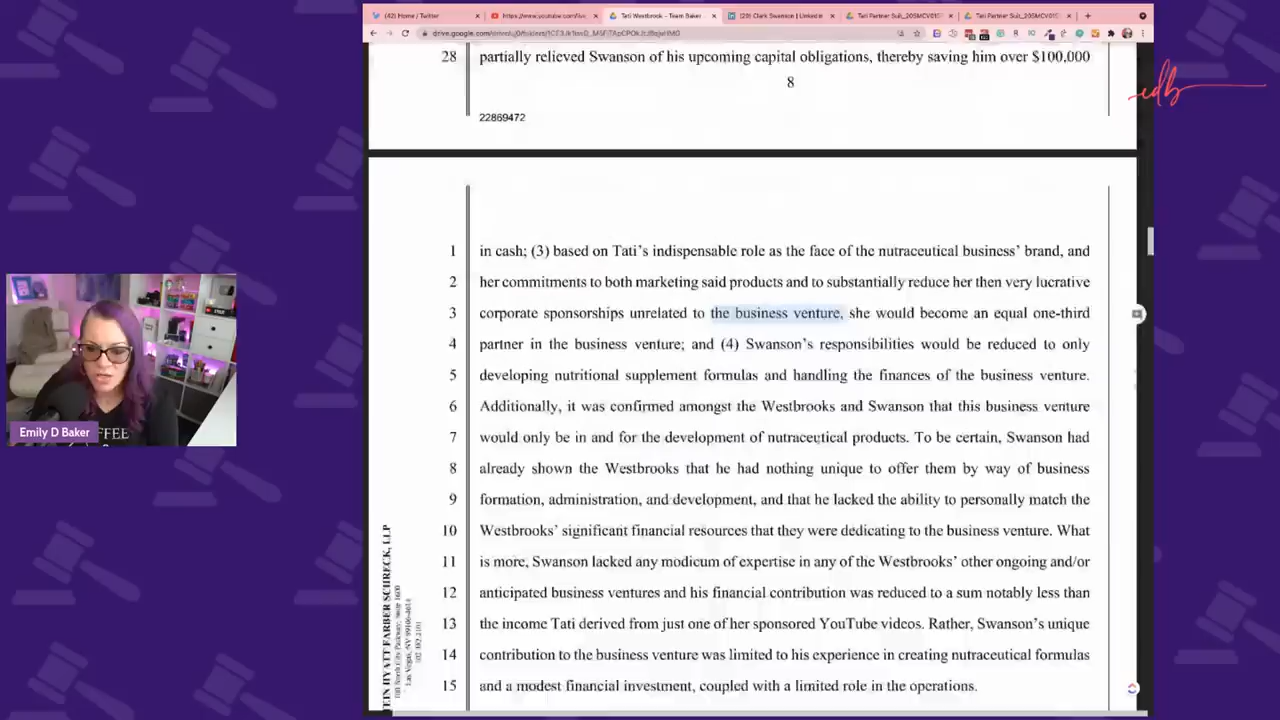 (42) Home / Twitter
Tati Westbrook - Team Baker
(29) Clark Swanson | LinkedIn
28 partially relieved Swanson of his upcoming capital obligations, thereby saving him over $100,000
8
edb
22869472
1 in cash; (3) based on Tati's indispensable role as the face of the nutraceutical business' brand, and
2 her commitments to both marketing said products and to substantially reduce her then very lucrative
3 corporate sponsorships unrelated to the business venture, she would become an equal one-third
4 partner in the business venture; and (4) Swanson's responsibilities would be reduced to only
5 developing nutritional supplement formulas and handling the finances of the business venture.
6 Additionally, it was confirmed amongst the Westbrooks and Swanson that this business venture
7 would only be in and for the development of nutraceutical products. To be certain, Swanson had
8 already shown the Westbrooks that he had nothing unique to offer them by way of business
9 formation, administration, and development, and that he lacked the ability to personally match the
10 Westbrooks' significant financial resources that they were dedicating to the business venture. What
11 is more, Swanson lacked any modicum of expertise in any of the Westbrooks' other ongoing and/or
12 anticipated business ventures and his financial contribution was reduced to a sum notably less than
13 the income Tati derived from just one of her sponsored YouTube videos. Rather, Swanson's unique
14 contribution to the business venture was limited to his experience in creating nutraceutical formulas
15 and a modest financial investment, coupled with a limited role in the operations.
HYATT FARBER SCHRECK, LLP
Emily D Baker